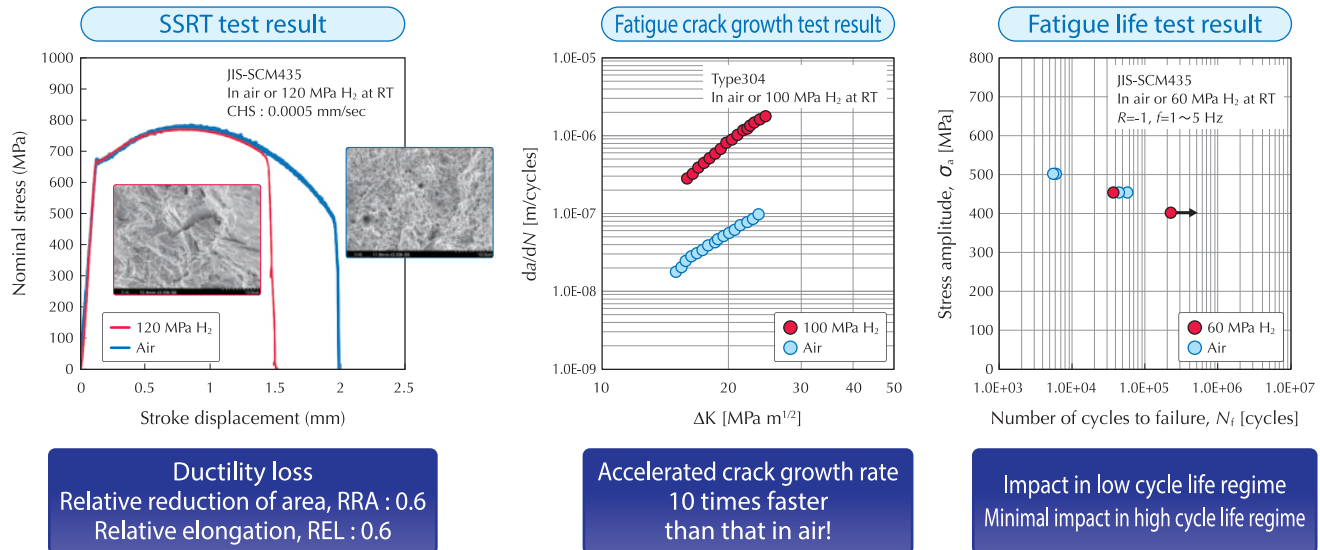 SSRT test result
1000
900
800
700
600
500
400
300
200
100
0
Nominal stress (MPa)
JIS-SCM435
In air or 120 MPa H₂ at RT
CHS : 0.0005 mm/sec
120 MPa H₂
Air
0
0.5
1
1.5
2
2.5
Stroke displacement (mm)
Ductility loss
Relative reduction of area, RRA : 0.6
Relative elongation, REL : 0.6
Fatigue crack growth test result
1.0E-05
1.0E-06
1.0E-07
1.0E-08
1.0E-09
da/dN [m/cycles]
Type304
In air or 100 MPa H₂ at RT
100 MPa H₂
Air
10
20
30
40
50
ΔK [MPa m¹/²]
Accelerated crack growth rate
10 times faster
than that in air!
Fatigue life test result
800
700
600
500
400
300
200
100
0
Stress amplitude, σₐ [MPa]
JIS-SCM435
In air or 60 MPa H₂ at RT
R=-1, f=1～5 Hz
60 MPa H₂
Air
1.0E+03
1.0E+04
1.0E+05
1.0E+06
1.0E+07
Number of cycles to failure, Nf [cycles]
Impact in low cycle life regime
Minimal impact in high cycle life regime